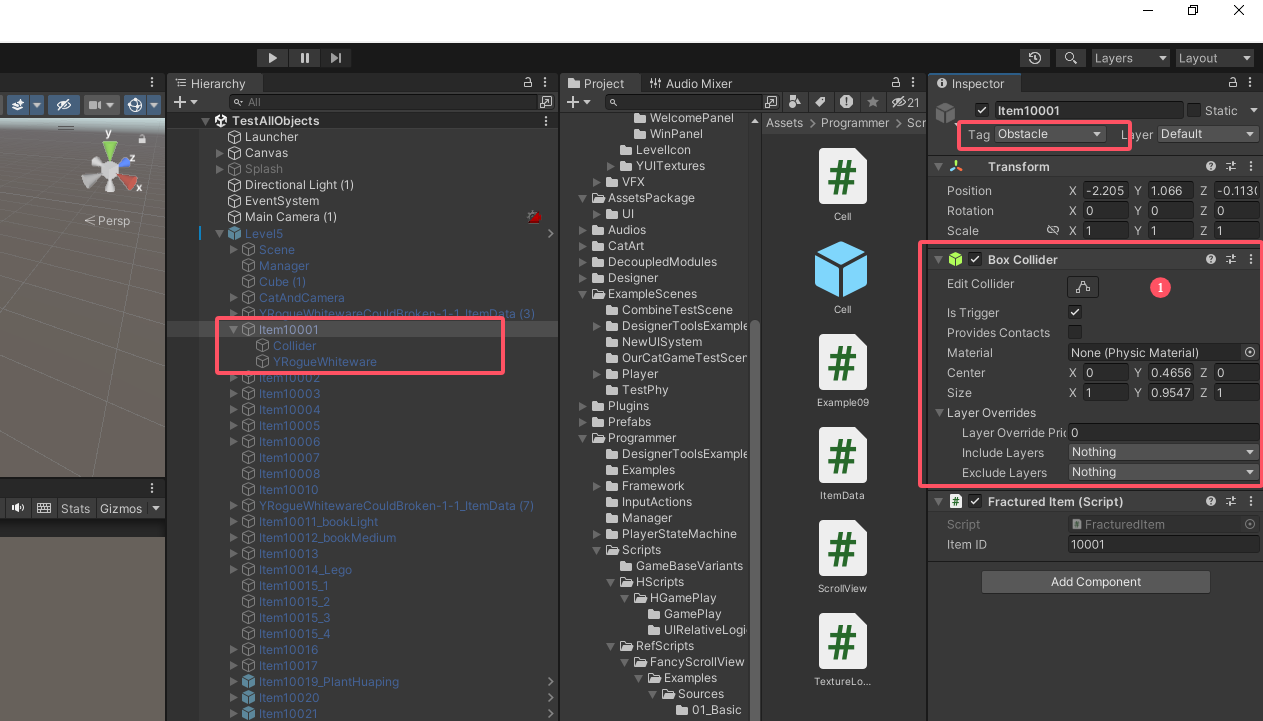 Layers
Layout
Hierarchy
All
TestAllObjects
Launcher
Canvas
Splash
Directional Light (1)
EventSystem
Main Camera (1)
Level5
Scene
Manager
Cube (1)
CatAndCamera
YRogueWhitewareCouldBroken-1-1_ItemData (3)
Item10001
Collider
YRogueWhiteware
Item10002
Item10003
Item10004
Item10005
Item10006
Item10007
Item10008
Item10010
YRogueWhitewareCouldBroken-1-1_ItemData (7)
Item10011_bookLight
Item10012_bookMedium
Item10013
Item10014_Lego
Item10015_1
Item10015_2
Item10015_3
Item10015_4
Item10016
Item10017
Item10019_PlantHuaping
Item10020
Item10021
y
z
x
Persp
Stats
Gizmos
Project
Audio Mixer
21
WelcomePanel
WinPanel
LevelIcon
YUITextures
VFX
AssetsPackage
UI
Audios
CatArt
DecoupledModules
Designer
ExampleScenes
CombineTestScene
DesignerToolsExample
NewUISystem
OurCatGameTestScen
Player
TestPhy
Plugins
Prefabs
Programmer
DesignerToolsExample
Examples
Framework
InputActions
Manager
PlayerStateMachine
Scripts
GameBaseVariants
HScripts
HGamePlay
GamePlay
UIRelativeLogi
RefScripts
FancyScrollView
Examples
Sources
01_Basic
Assets > Programmer > Scr
#
Cell
Cell
#
Example09
#
ItemData
#
ScrollView
#
TextureLo...
Inspector
Item10001
Static
Tag Obstacle
Layer Default
Transform
Position X -2.205 Y 1.066 Z -0.1130
Rotation X 0 Y 0 Z 0
Scale X 1 Y 1 Z 1
Box Collider
Edit Collider
1
Is Trigger
Provides Contacts
Material None (Physic Material)
Center X 0 Y 0.4656 Z 0
Size X 1 Y 0.9547 Z 1
Layer Overrides
Layer Override Pric 0
Include Layers Nothing
Exclude Layers Nothing
# Fractured Item (Script)
Script FracturedItem
Item ID 10001
Add Component